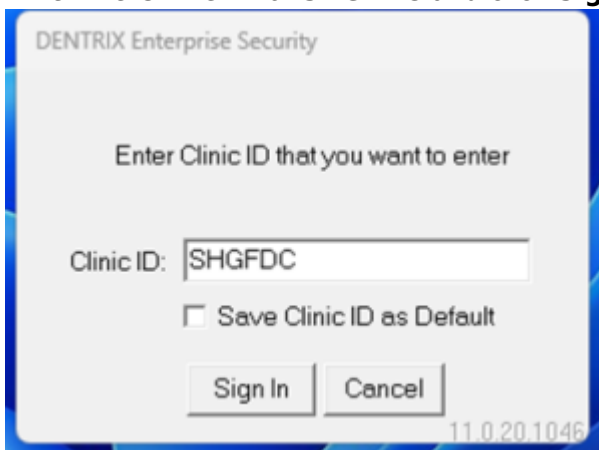 DENTRIX Enterprise Security
Enter Clinic ID that you want to enter
Clinic ID: SHGFDC
Save Clinic ID as Default
Sign In Cancel
11.0.20.1046